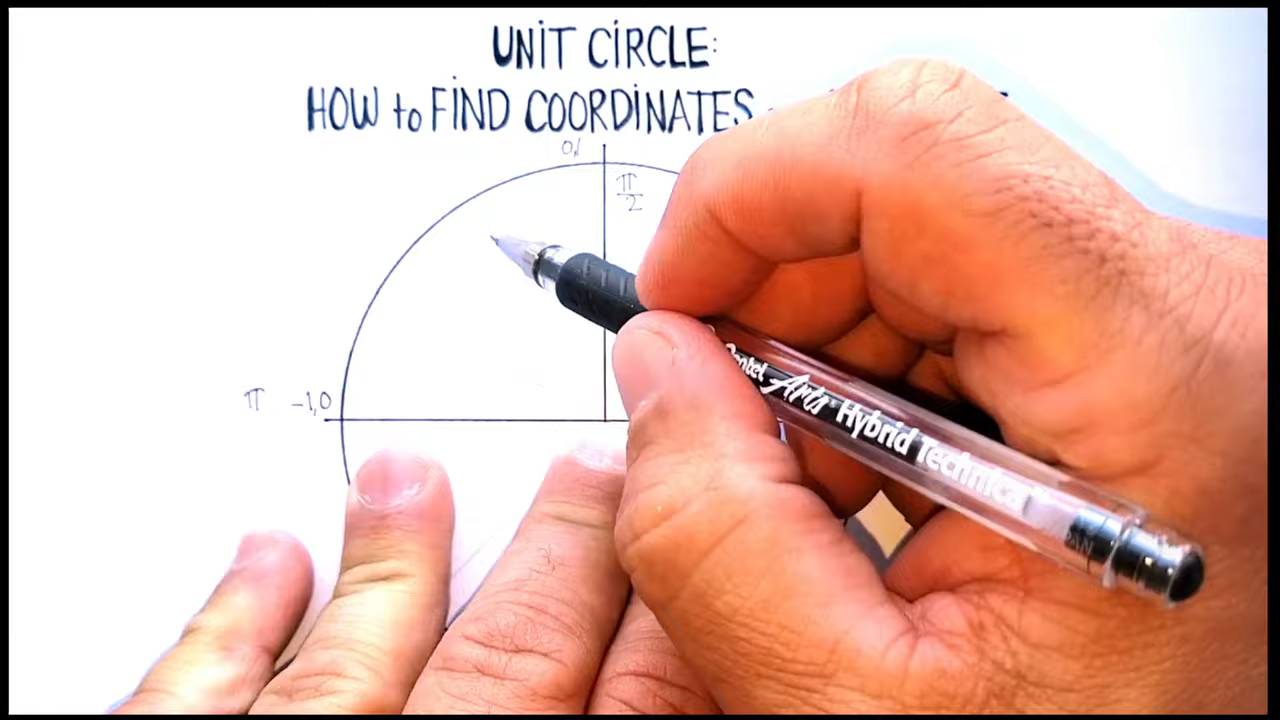 UNIT CIRCLE:
HOW to FIND COORDINATES
0,1
π
2
π -1,0
Pentel Arts Hybrid Technica